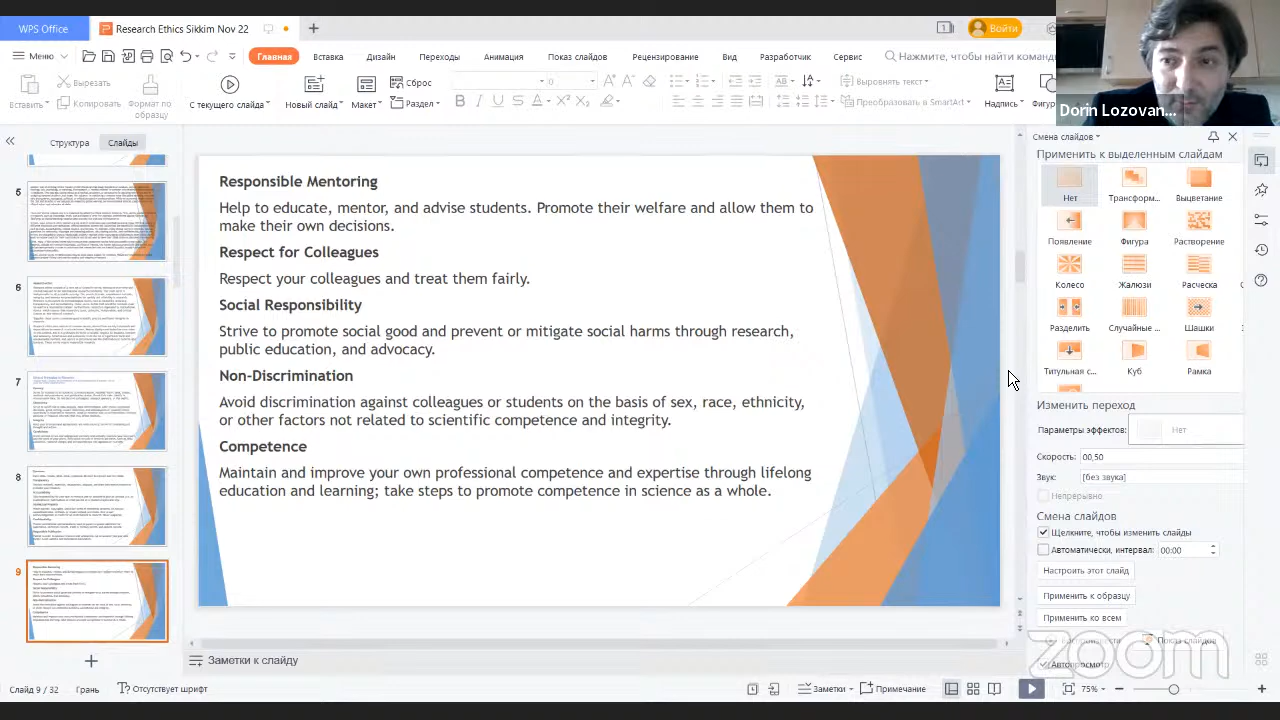 WPS Office
Research Ethics Sikkim Nov 22
Войти
Меню
Главная
Вставка
Дизайн
Переходы
Анимация
Показ слайдов
Рецензирование
Вид
Разработчик
Сервис
Нажмите, чтобы найти команд
Вырезать
Копировать
Формат по
образцу
С текущего слайда
Новый слайд
Макет
Сброс
Раздел
Выровнять текст
Преобразовать в SmartArt
Надпись
Фигур
Dorin Lozovan...
Структура
Слайды
5
6
7
8
9
Responsible Mentoring
Help to educate, mentor, and advise students. Promote their welfare and allow them to
make their own decisions.
Respect for Colleagues
Respect your colleagues and treat them fairly.
Social Responsibility
Strive to promote social good and prevent or mitigate social harms through research,
public education, and advocacy.
Non-Discrimination
Avoid discrimination against colleagues or students on the basis of sex, race, ethnicity,
or other factors not related to scientific competence and integrity.
Competence
Maintain and improve your own professional competence and expertise through lifelong
education and learning; take steps to promote competence in science as a whole.
Смена слайдов
Применить к выделенным слайдам
Нет
Трансформ...
Выцветание
Появление
Фигура
Растворение
Колесо
Жалюзи
Расческа
Разделить
Случайные ...
Шашки
Титульная с...
Куб
Рамка
Изменить переход
Параметры эффектов:
Нет
Скорость:
00,50
Звук:
[без звука]
Непрерывно
Смена слайдов
Щелкните, чтобы изменить слайды
Автоматически, интервал:
00:00
Настроить этот слайд
Применить к образцу
Применить ко всем
Показ слайдов
Автопросмотр
zoom
Заметки к слайду
Слайд 9 / 32
Грань
Отсутствует шрифт
Заметки
Примечание
75%